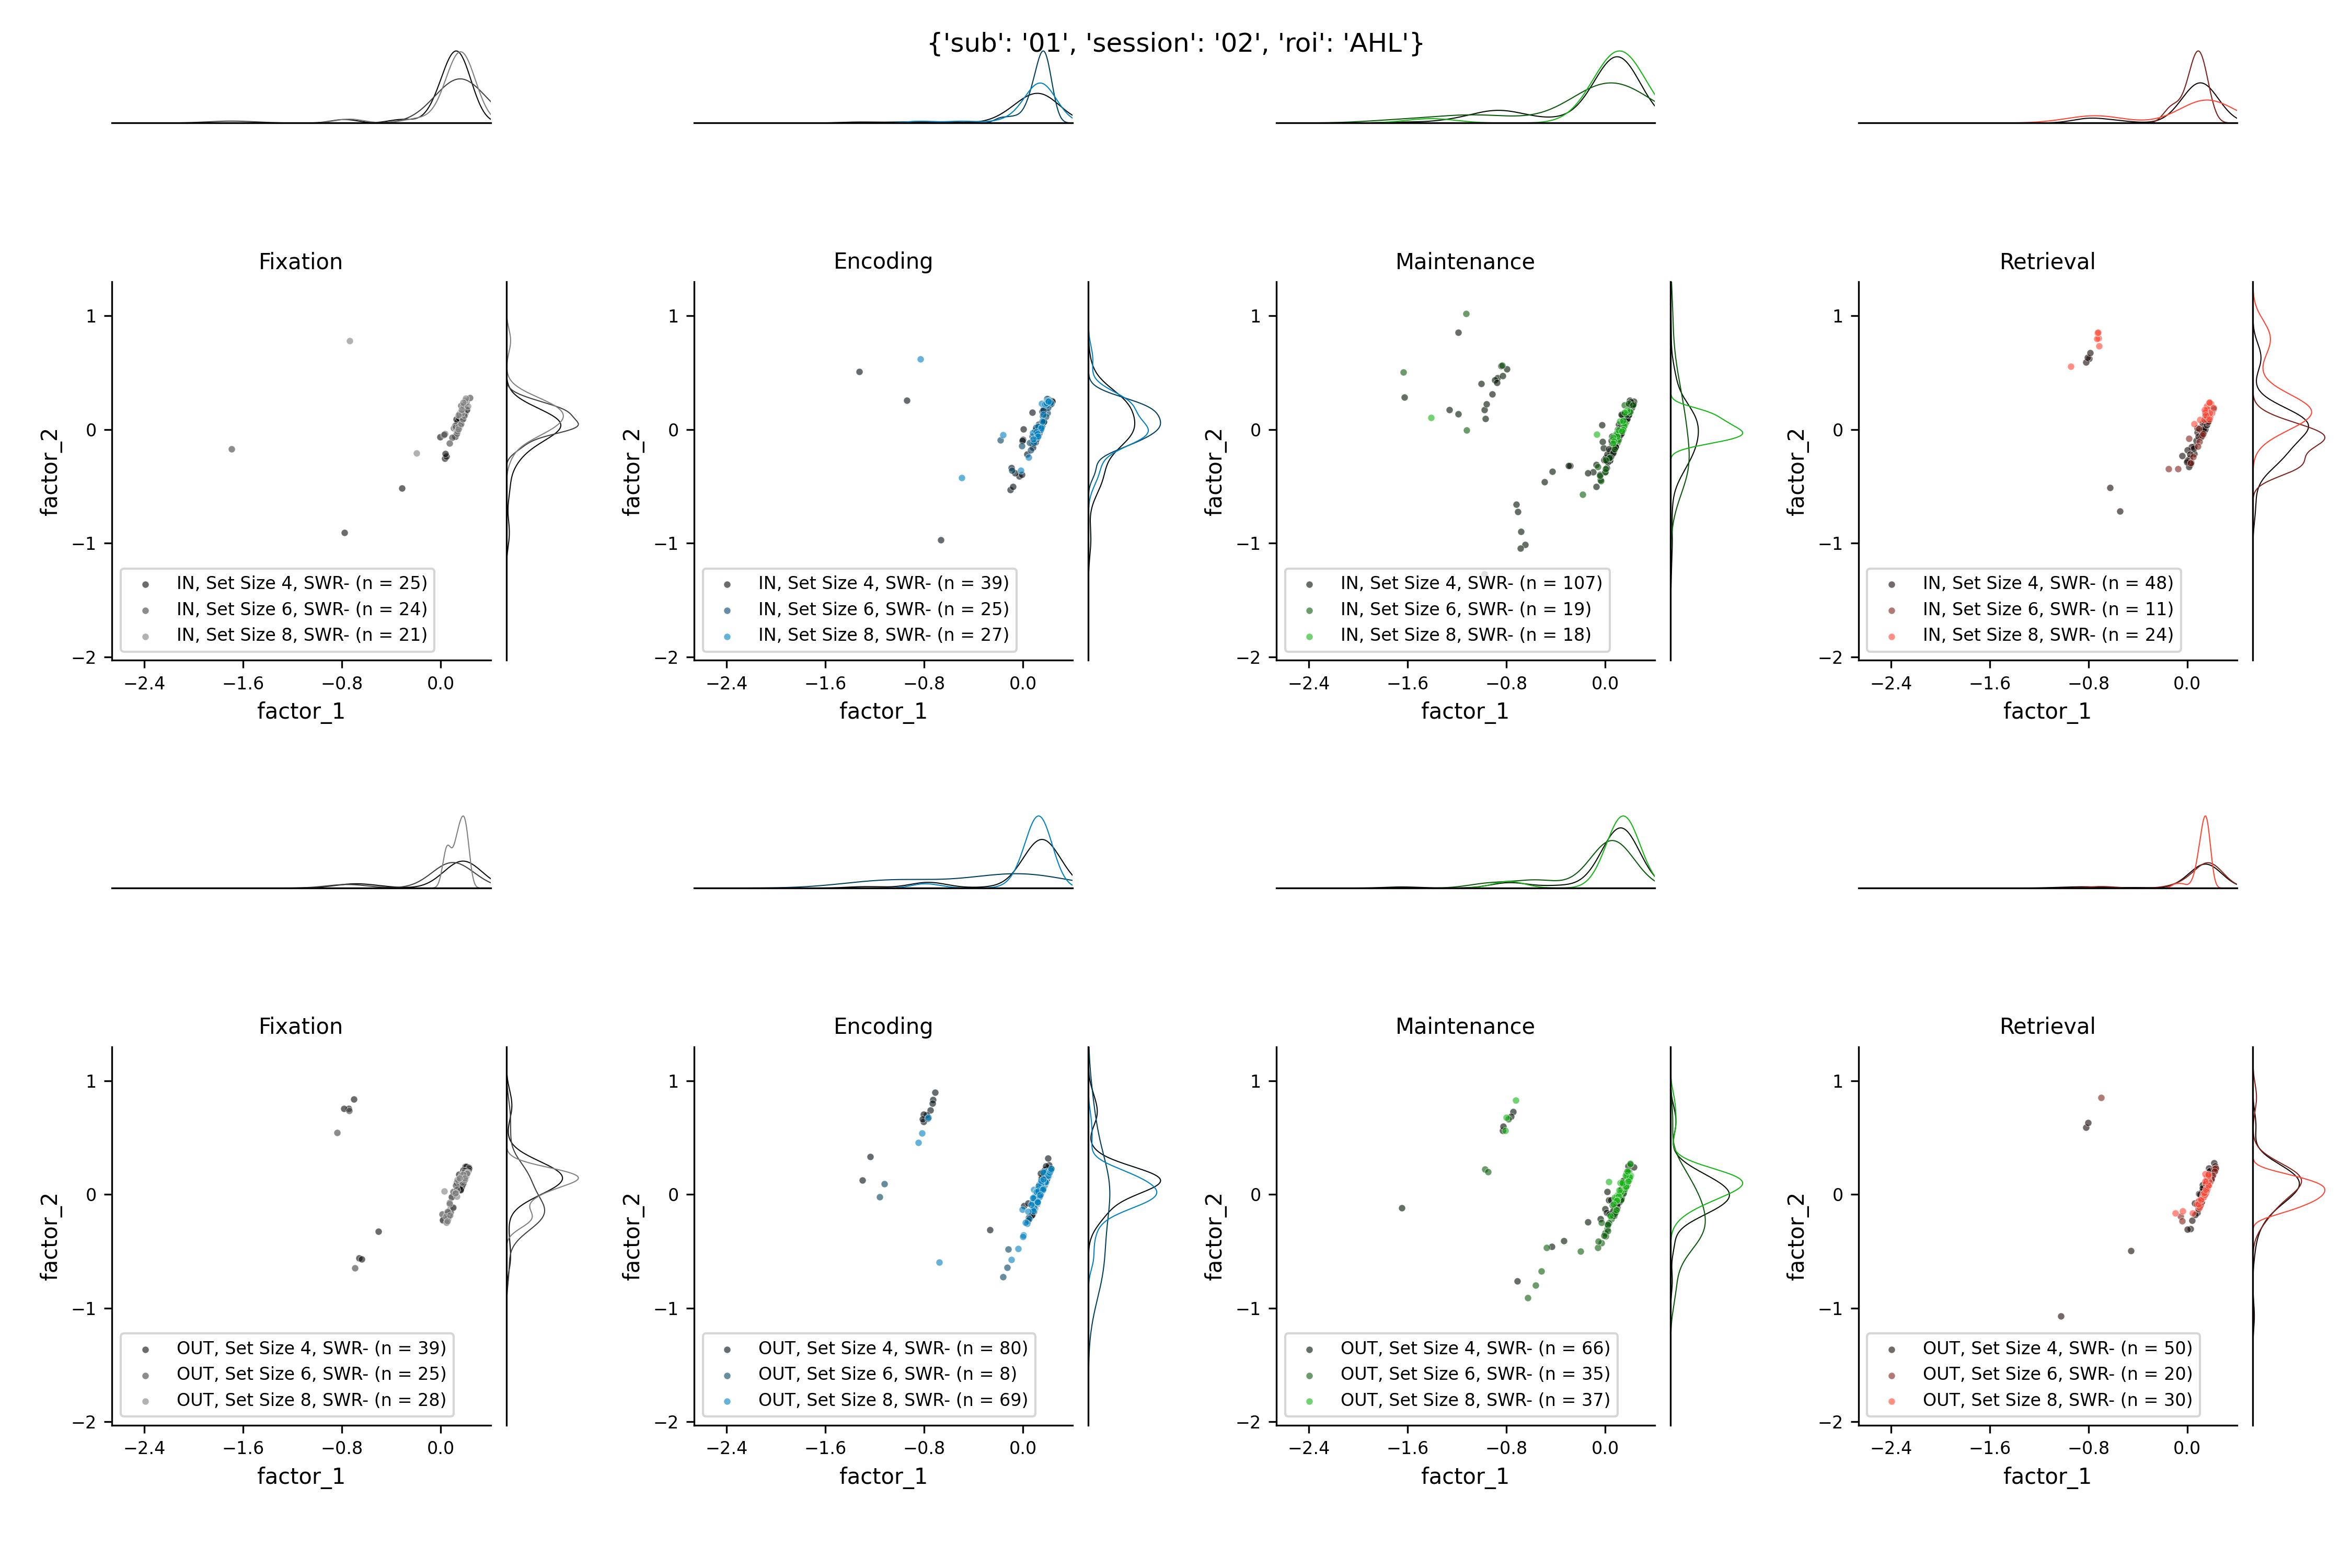 {'sub': '01', 'session': '02', 'roi': 'AHL'}
Fixation
factor_2
1
0
−1
−2
IN, Set Size 4, SWR- (n = 25)
IN, Set Size 6, SWR- (n = 24)
IN, Set Size 8, SWR- (n = 21)
−2.4 −1.6 −0.8 0.0
factor_1
Encoding
factor_2
1
0
−1
−2
IN, Set Size 4, SWR- (n = 39)
IN, Set Size 6, SWR- (n = 25)
IN, Set Size 8, SWR- (n = 27)
−2.4 −1.6 −0.8 0.0
factor_1
Maintenance
factor_2
1
0
−1
−2
IN, Set Size 4, SWR- (n = 107)
IN, Set Size 6, SWR- (n = 19)
IN, Set Size 8, SWR- (n = 18)
−2.4 −1.6 −0.8 0.0
factor_1
Retrieval
factor_2
1
0
−1
−2
IN, Set Size 4, SWR- (n = 48)
IN, Set Size 6, SWR- (n = 11)
IN, Set Size 8, SWR- (n = 24)
−2.4 −1.6 −0.8 0.0
factor_1
Fixation
factor_2
1
0
−1
−2
OUT, Set Size 4, SWR- (n = 39)
OUT, Set Size 6, SWR- (n = 25)
OUT, Set Size 8, SWR- (n = 28)
−2.4 −1.6 −0.8 0.0
factor_1
Encoding
factor_2
1
0
−1
−2
OUT, Set Size 4, SWR- (n = 80)
OUT, Set Size 6, SWR- (n = 8)
OUT, Set Size 8, SWR- (n = 69)
−2.4 −1.6 −0.8 0.0
factor_1
Maintenance
factor_2
1
0
−1
−2
OUT, Set Size 4, SWR- (n = 66)
OUT, Set Size 6, SWR- (n = 35)
OUT, Set Size 8, SWR- (n = 37)
−2.4 −1.6 −0.8 0.0
factor_1
Retrieval
factor_2
1
0
−1
−2
OUT, Set Size 4, SWR- (n = 50)
OUT, Set Size 6, SWR- (n = 20)
OUT, Set Size 8, SWR- (n = 30)
−2.4 −1.6 −0.8 0.0
factor_1